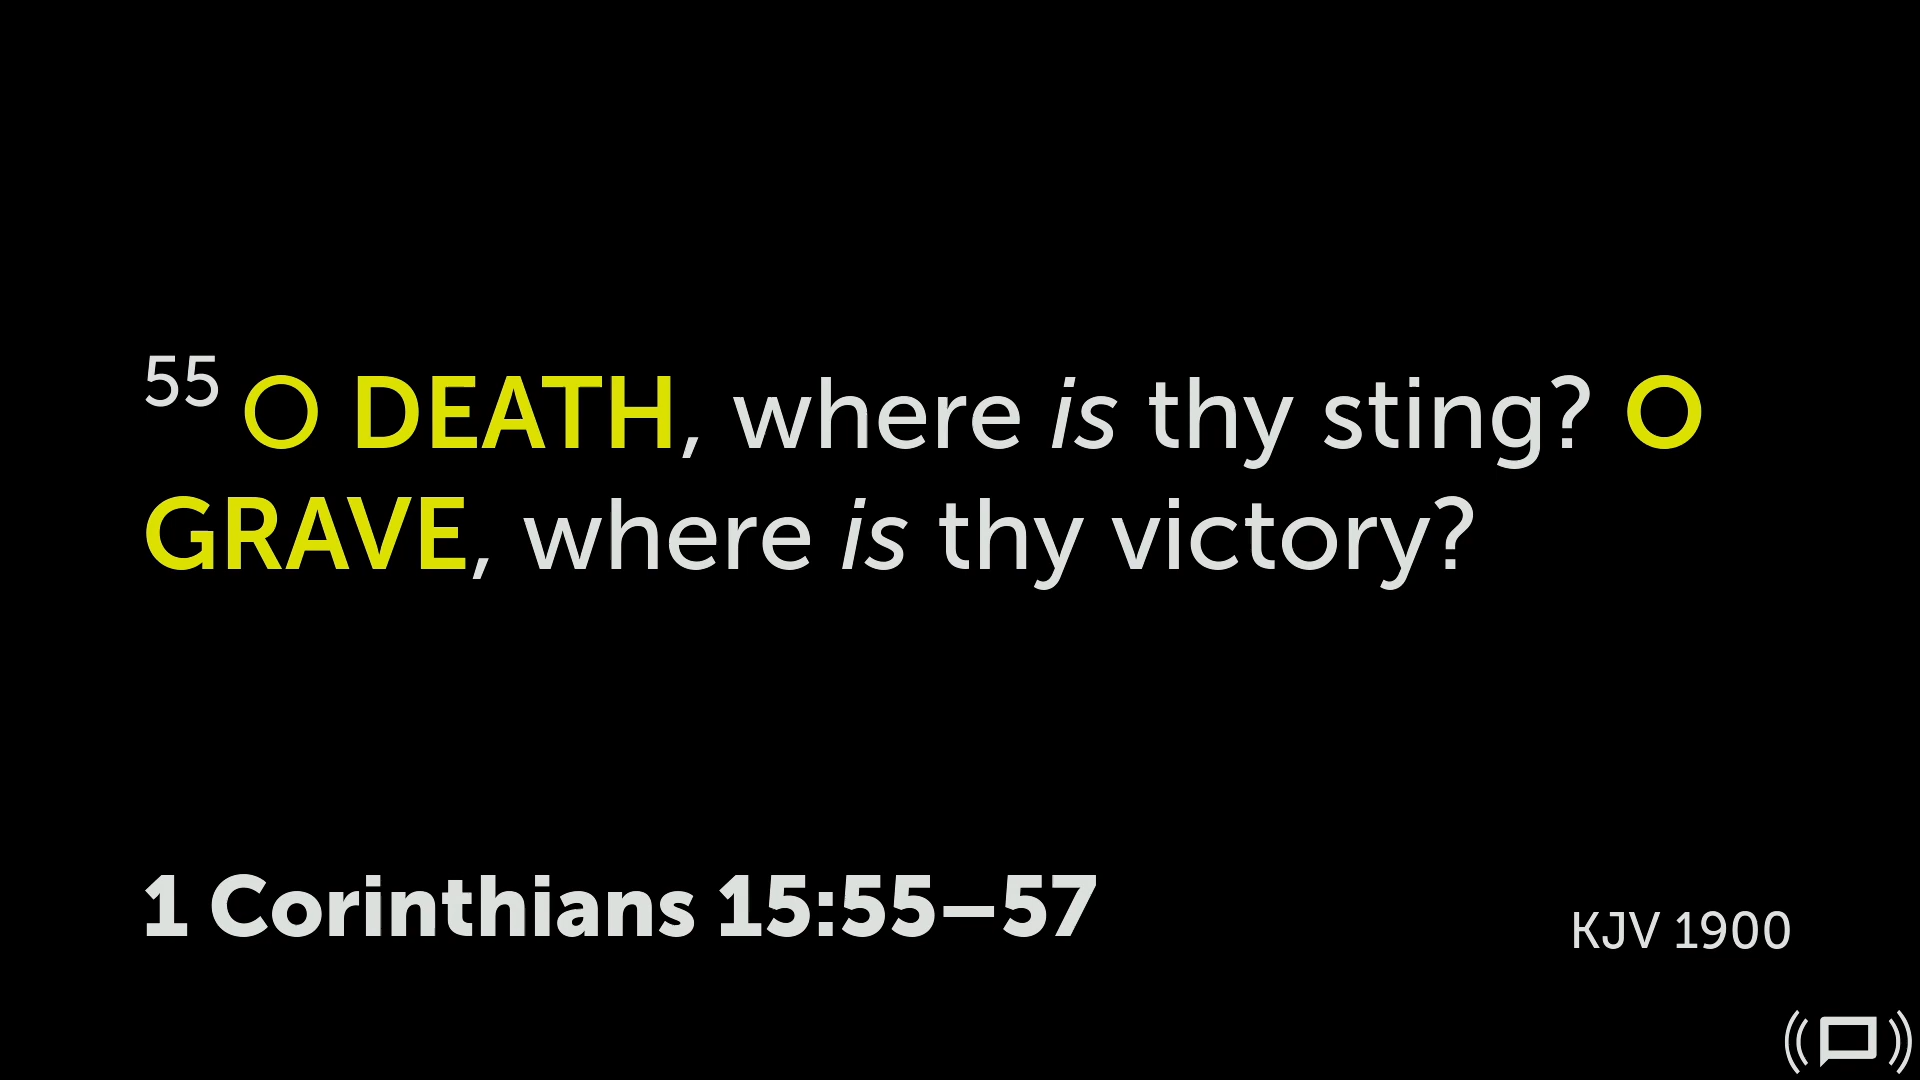 55 O DEATH, where is thy sting? O
GRAVE, where is thy victory?
1 Corinthians 15:55–57
KJV 1900